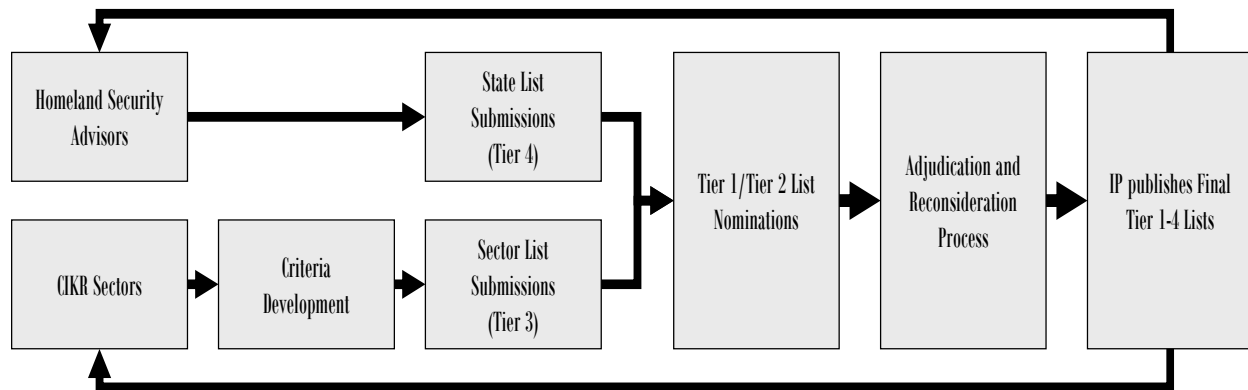 Homeland Security
Advisors
State List
Submissions
(Tier 4)
CIKR Sectors
Criteria
Development
Sector List
Submissions
(Tier 3)
Tier 1/Tier 2 List
Nominations
Adjudication and
Reconsideration
Process
IP publishes Final
Tier 1-4 Lists